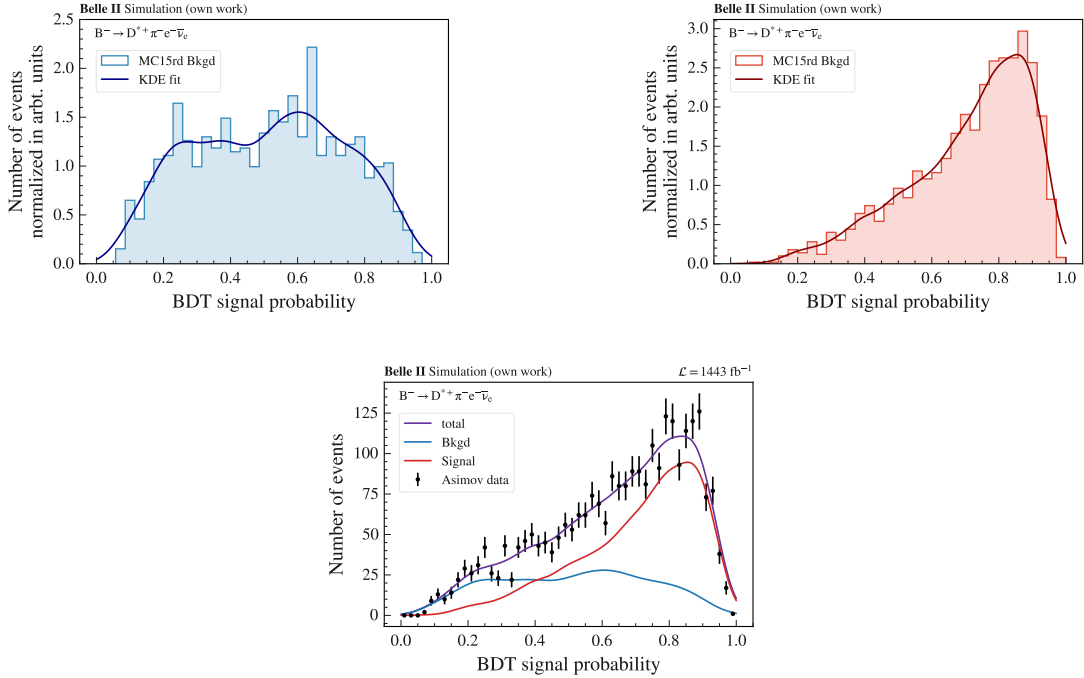 Belle II Simulation (own work)
B⁻ → D*⁺ π⁻ e⁻ ν̅ₑ
MC15rd Bkgd
KDE fit
Number of events
normalized in arbt. units
2.5
2.0
1.5
1.0
0.5
0.0
0.0 0.2 0.4 0.6 0.8 1.0
BDT signal probability
Belle II Simulation (own work)
B⁻ → D*⁺ π⁻ e⁻ ν̅ₑ
MC15rd Bkgd
KDE fit
Number of events
normalized in arbt. units
3.0
2.5
2.0
1.5
1.0
0.5
0.0
0.0 0.2 0.4 0.6 0.8 1.0
BDT signal probability
Belle II Simulation (own work) ℒ = 1443 fb⁻¹
B⁻ → D*⁺ π⁻ e⁻ ν̅ₑ
total
Bkgd
Signal
Asimov data
Number of events
125
100
75
50
25
0
0.0 0.2 0.4 0.6 0.8 1.0
BDT signal probability